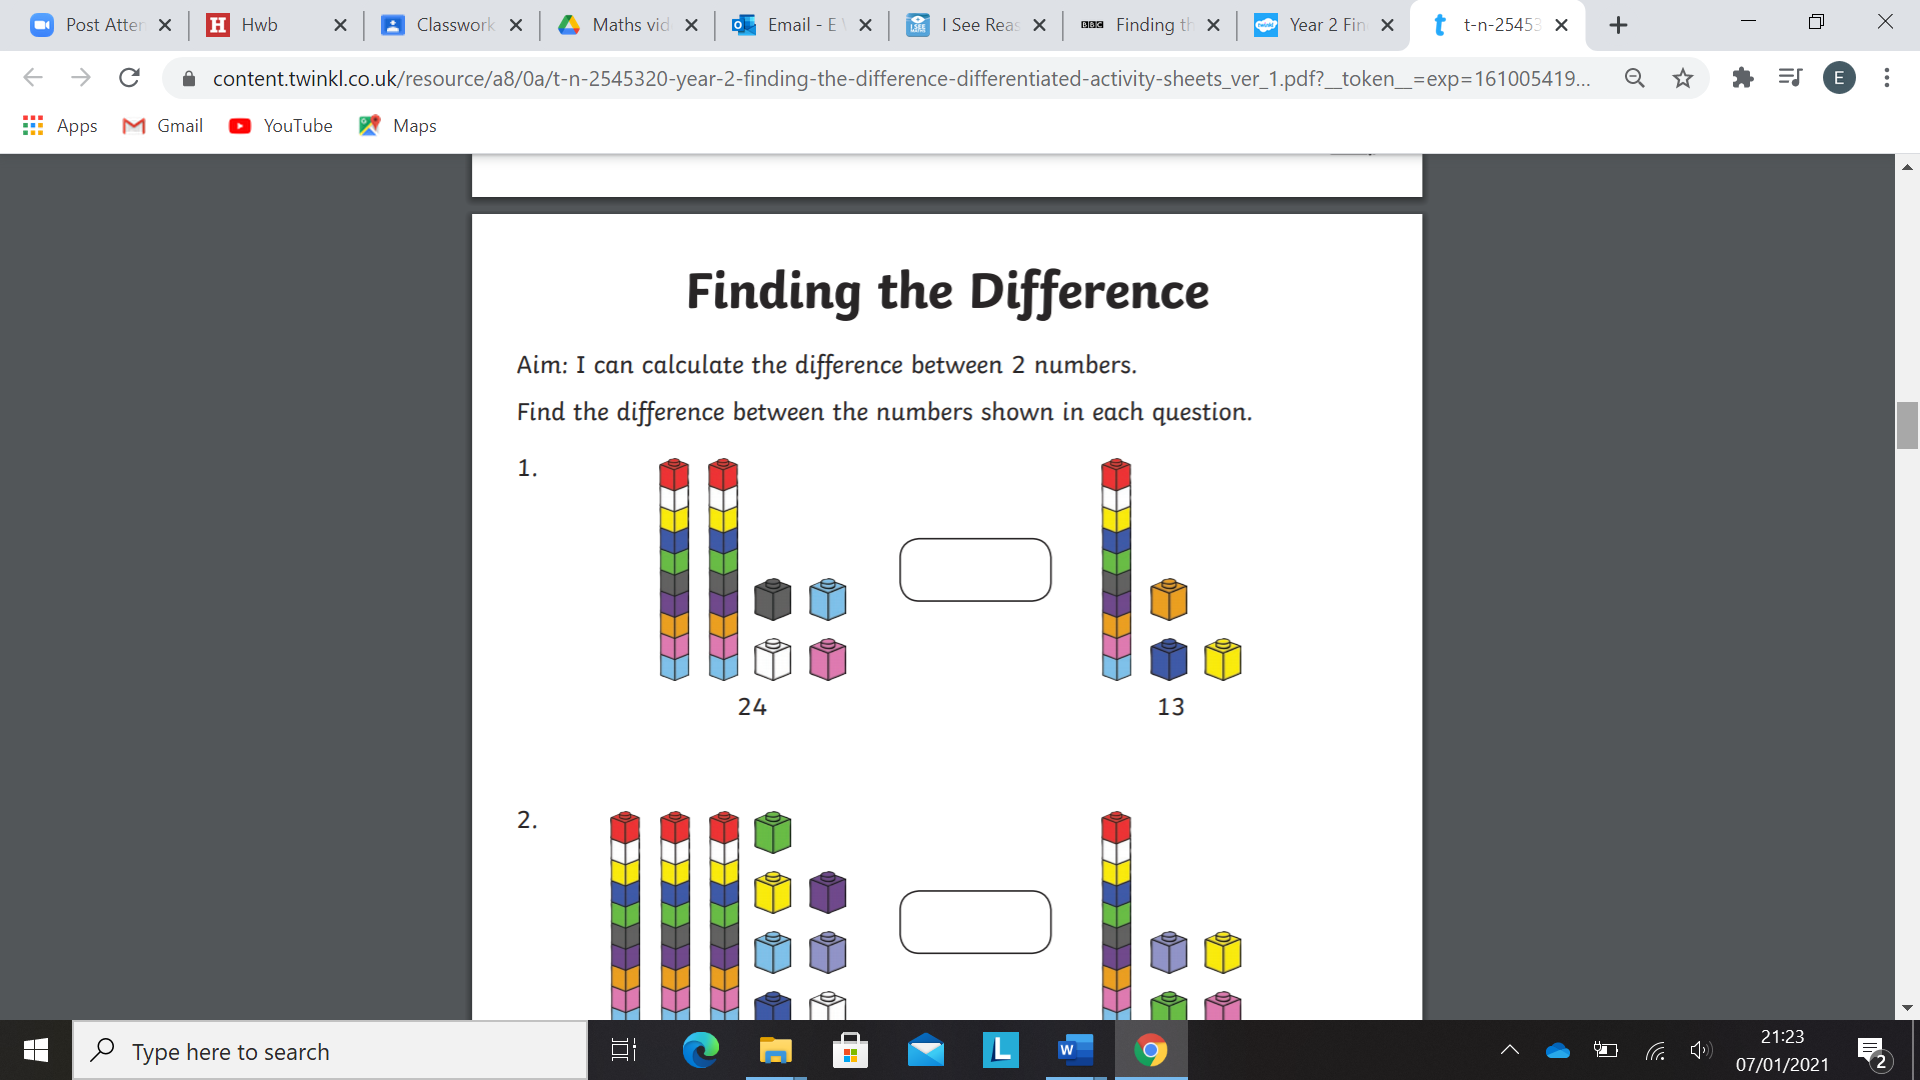 Post Atten
Hwb
Classwork
Maths vid
Email - E W
I See Reas
BBC Finding th
twinkl Year 2 Fin
t t-n-25453
content.twinkl.co.uk/resource/a8/0a/t-n-2545320-year-2-finding-the-difference-differentiated-activity-sheets_ver_1.pdf?__token__=exp=161005419...
E
Apps
Gmail
YouTube
Maps
Finding the Difference
Aim: I can calculate the difference between 2 numbers.
Find the difference between the numbers shown in each question.
1.
24
13
2.
Type here to search
21:23
07/01/2021
2